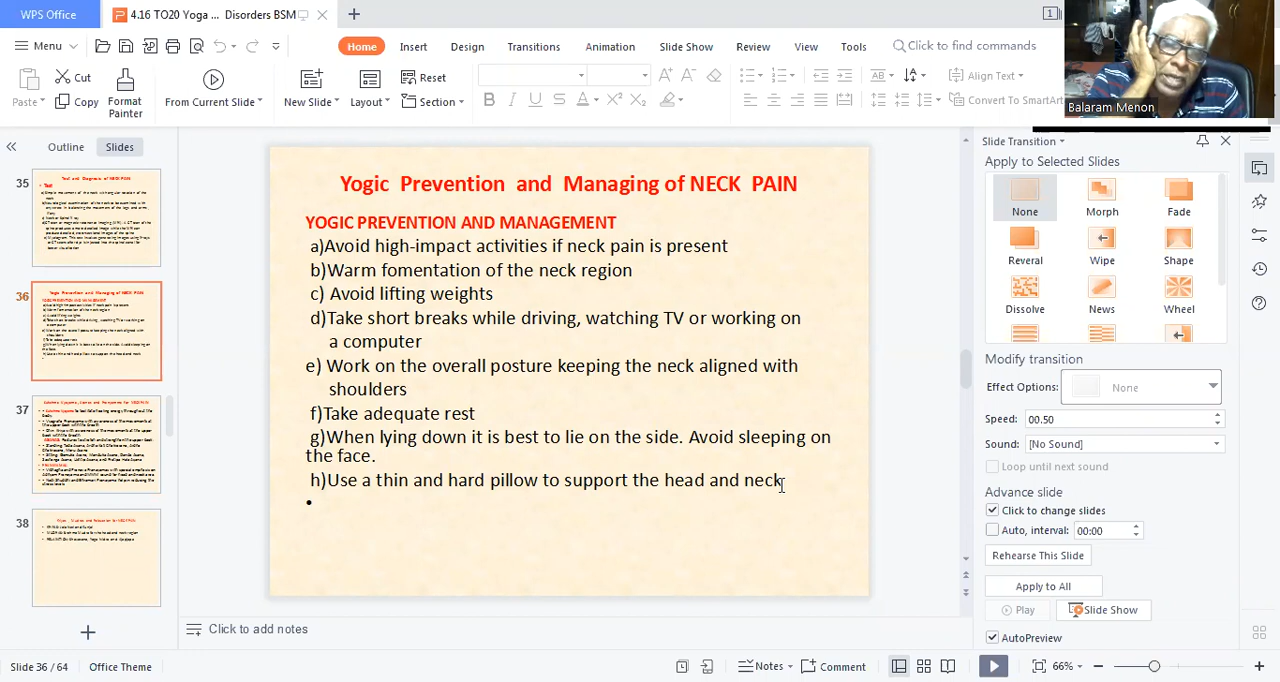 WPS Office
4.16 TO20 Yoga ... Disorders BSM
1
Menu
Home
Insert
Design
Transitions
Animation
Slide Show
Review
View
Tools
Click to find commands
Paste
Cut
Copy
Format
Painter
From Current Slide
New Slide
Layout
Reset
Section
Align Text
Convert To SmartArt
Balaram Menon
Outline
Slides
35
36
37
38
Yogic Prevention and Managing of NECK PAIN
YOGIC PREVENTION AND MANAGEMENT
a)Avoid high-impact activities if neck pain is present
b)Warm fomentation of the neck region
c) Avoid lifting weights
d)Take short breaks while driving, watching TV or working on
a computer
e) Work on the overall posture keeping the neck aligned with
shoulders
f)Take adequate rest
g)When lying down it is best to lie on the side. Avoid sleeping on
the face.
h)Use a thin and hard pillow to support the head and neck
•
Slide Transition
Apply to Selected Slides
None
Morph
Fade
Reveral
Wipe
Shape
Dissolve
News
Wheel
Modify transition
Effect Options:
None
Speed:
00.50
Sound:
[No Sound]
Loop until next sound
Advance slide
Click to change slides
Auto, interval:
00:00
Rehearse This Slide
Apply to All
Play
Slide Show
AutoPreview
Click to add notes
Slide 36 / 64
Office Theme
Notes
Comment
66%